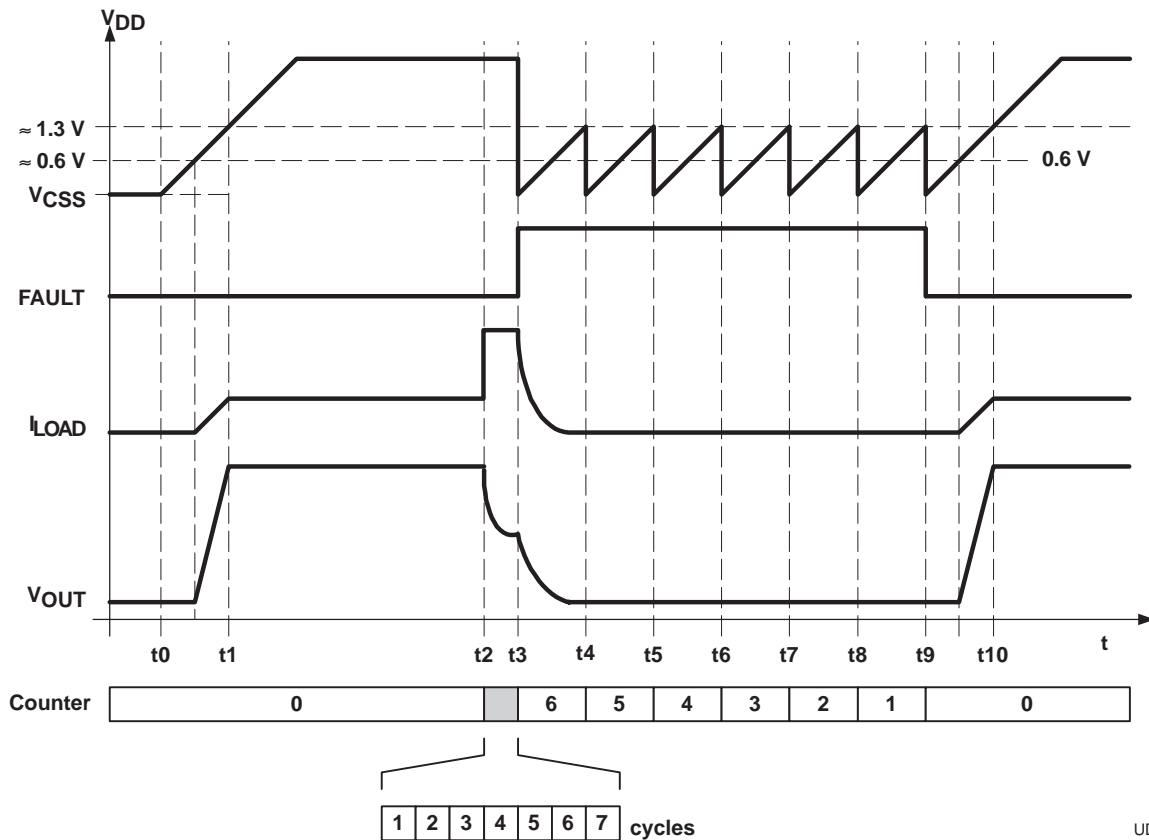 VDD
≈ 1.3 V
≈ 0.6 V
0.6 V
VCSS
FAULT
ILOAD
VOUT
t0 t1 t2 t3 t4 t5 t6 t7 t8 t9 t10 t
Counter 0 6 5 4 3 2 1 0
1 2 3 4 5 6 7 cycles
UD